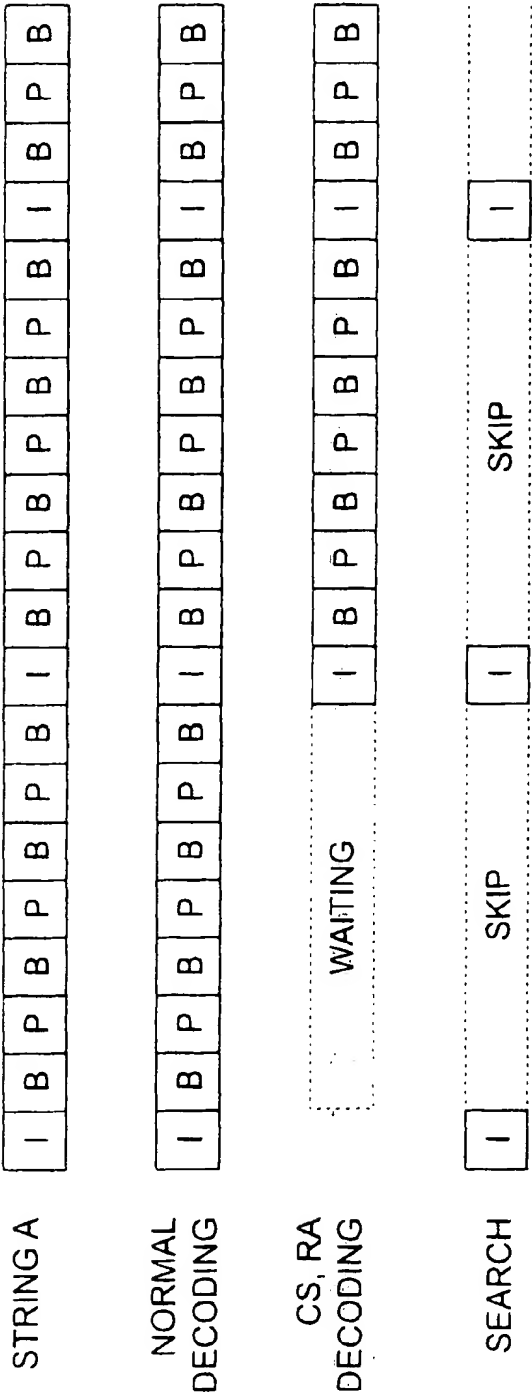 STRING A I B P B P B P B I B P B P B P B I B P B
NORMAL
DECODING I B P B P B P B I B P B P B P B I B P B
CS, RA
DECODING WAITING I B P B P B P B I B P B
SEARCH I SKIP I SKIP I